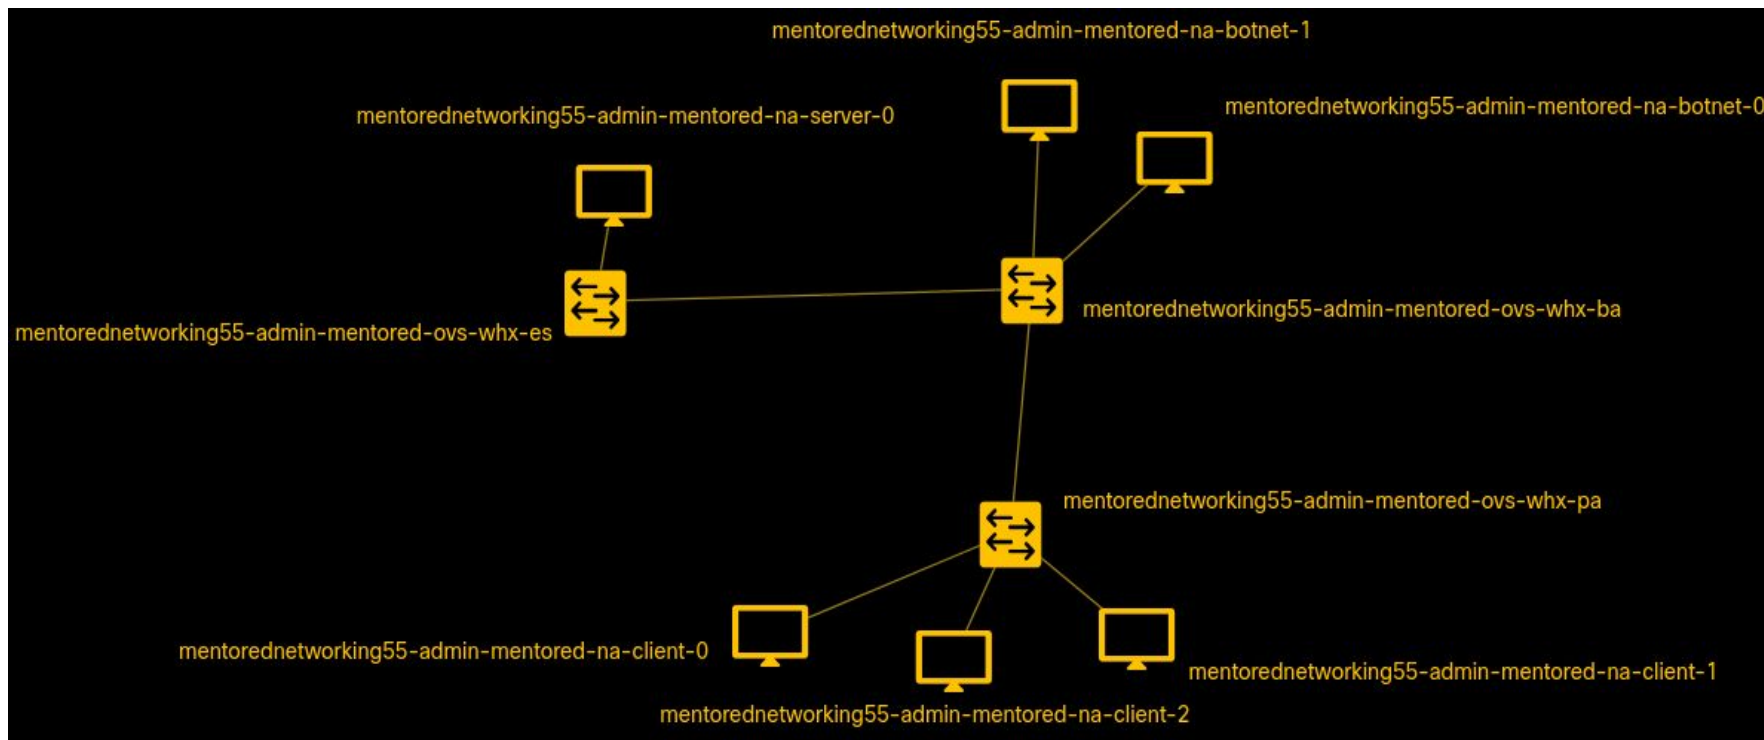 mentorednetworking55-admin-mentored-na-botnet-1
mentorednetworking55-admin-mentored-na-botnet-0
mentorednetworking55-admin-mentored-na-server-0
mentorednetworking55-admin-mentored-ovs-whx-ba
mentorednetworking55-admin-mentored-ovs-whx-es
mentorednetworking55-admin-mentored-ovs-whx-pa
mentorednetworking55-admin-mentored-na-client-0
mentorednetworking55-admin-mentored-na-client-1
mentorednetworking55-admin-mentored-na-client-2